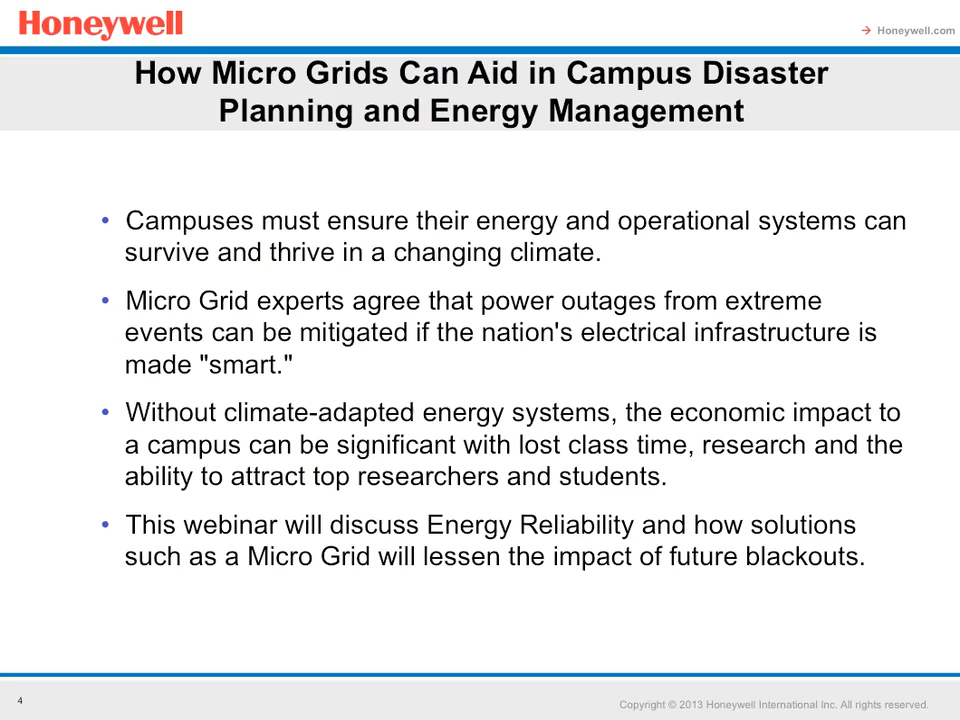 Honeywell
→ Honeywell.com
How Micro Grids Can Aid in Campus Disaster
Planning and Energy Management
• Campuses must ensure their energy and operational systems can
survive and thrive in a changing climate.
• Micro Grid experts agree that power outages from extreme
events can be mitigated if the nation's electrical infrastructure is
made "smart."
• Without climate-adapted energy systems, the economic impact to
a campus can be significant with lost class time, research and the
ability to attract top researchers and students.
• This webinar will discuss Energy Reliability and how solutions
such as a Micro Grid will lessen the impact of future blackouts.
4
Copyright © 2013 Honeywell International Inc. All rights reserved.